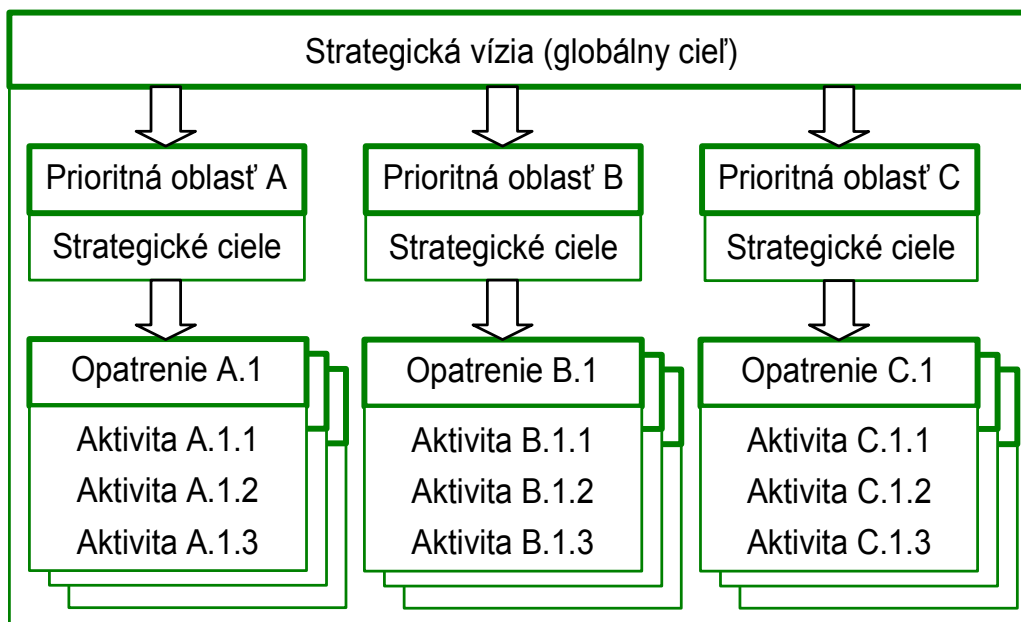 Strategická vízia (globálny cieľ)
Prioritná oblasť A
Strategické ciele
Opatrenie A.1
Aktivita A.1.1
Aktivita A.1.2
Aktivita A.1.3
Prioritná oblasť B
Strategické ciele
Opatrenie B.1
Aktivita B.1.1
Aktivita B.1.2
Aktivita B.1.3
Prioritná oblasť C
Strategické ciele
Opatrenie C.1
Aktivita C.1.1
Aktivita C.1.2
Aktivita C.1.3